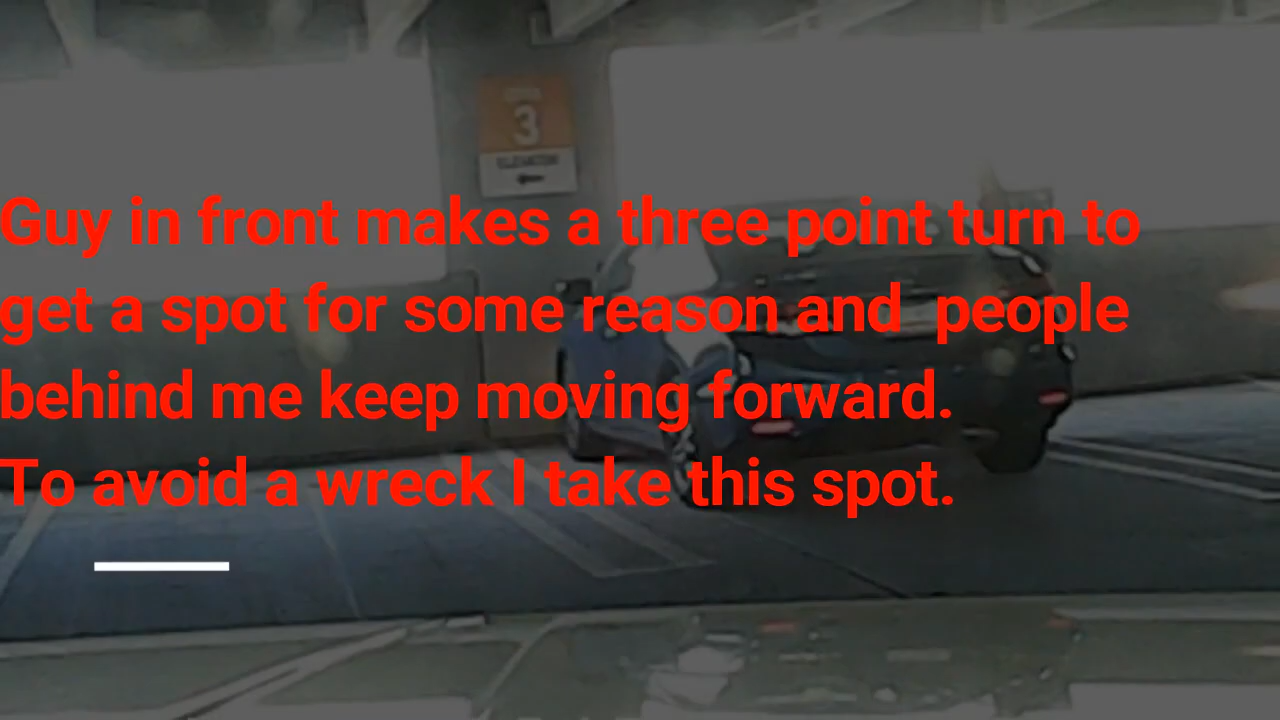 3
ELEVATOR
Guy in front makes a three point turn to
get a spot for some reason and  people
behind me keep moving forward.
To avoid a wreck I take this spot.